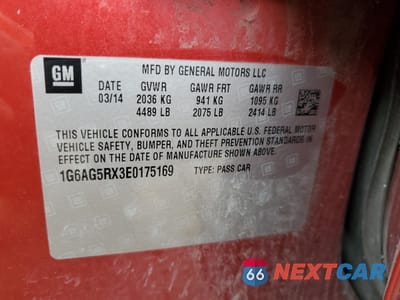 GM
MFD BY GENERAL MOTORS LLC
DATE GVWR GAWR FRT GAWR RR
03/14 2036 KG 941 KG 1095 KG
4489 LB 2075 LB 2414 LB
THIS VEHICLE CONFORMS TO ALL APPLICABLE U.S. FEDERAL MOTOR
VEHICLE SAFETY, BUMPER, AND THEFT PREVENTION STANDARDS
IN EFFECT ON THE DATE OF MANUFACTURE SHOWN ABOVE.
1G6AG5RX3E0175169 TYPE: PASS CAR
66 NEXTCAR